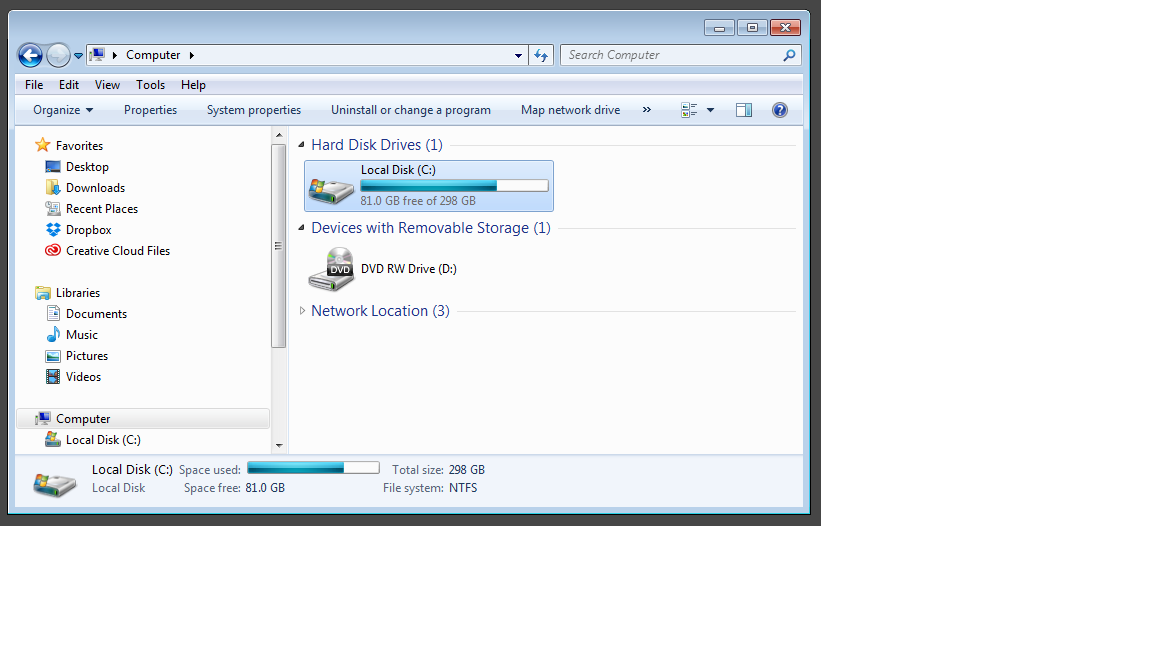 Computer
Search Computer
File Edit View Tools Help
Organize Properties System properties Uninstall or change a program Map network drive »
Favorites
Desktop
Downloads
Recent Places
Dropbox
Creative Cloud Files
Libraries
Documents
Music
Pictures
Videos
Computer
Local Disk (C:)
Hard Disk Drives (1)
Local Disk (C:)
81.0 GB free of 298 GB
Devices with Removable Storage (1)
DVD
DVD RW Drive (D:)
Network Location (3)
Local Disk (C:) Space used: Total size: 298 GB
Local Disk Space free: 81.0 GB File system: NTFS